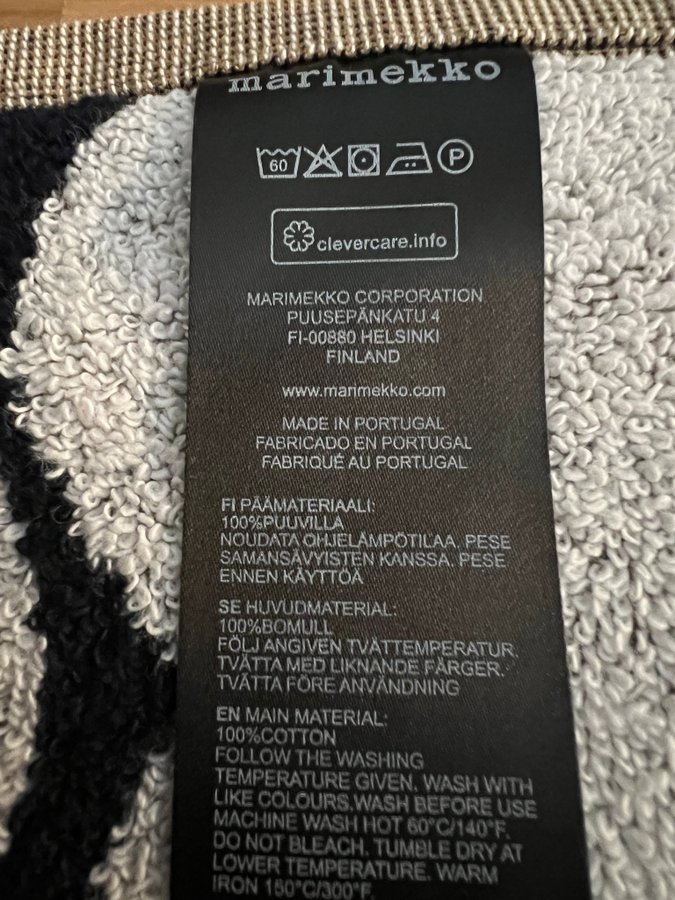 marimekko
60 P
clevercare.info
MARIMEKKO CORPORATION
PUUSEPÄNKATU 4
FI-00880 HELSINKI
FINLAND
www.marimekko.com
MADE IN PORTUGAL
FABRICADO EN PORTUGAL
FABRIQUÉ AU PORTUGAL
FI PÄÄMATERIAALI:
100%PUUVILLA
NOUDATA OHJELÄMPÖTILAA. PESE
SAMANSÄVYISTEN KANSSA. PESE
ENNEN KÄYTTÖÄ
SE HUVUDMATERIAL:
100%BOMULL
FÖLJ ANGIVEN TVÄTTEMPERATUR.
TVÄTTA MED LIKNANDE FÄRGER.
TVÄTTA FÖRE ANVÄNDNING
EN MAIN MATERIAL:
100%COTTON
FOLLOW THE WASHING
TEMPERATURE GIVEN. WASH WITH
LIKE COLOURS.WASH BEFORE USE
MACHINE WASH HOT 60°C/140°F.
DO NOT BLEACH. TUMBLE DRY AT
LOWER TEMPERATURE. WARM
IRON 150°C/300°F.